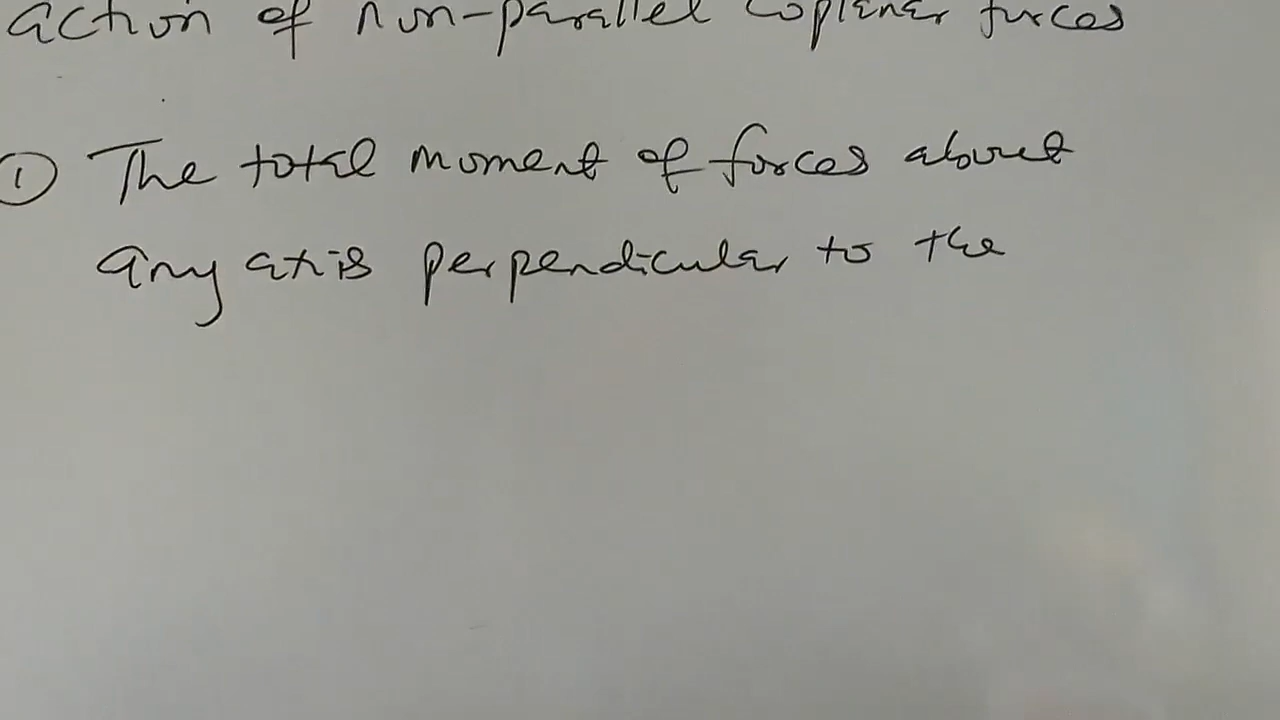 action of non-parallel coplanar forces
① The total moment of forces about
any axis perpendicular to the